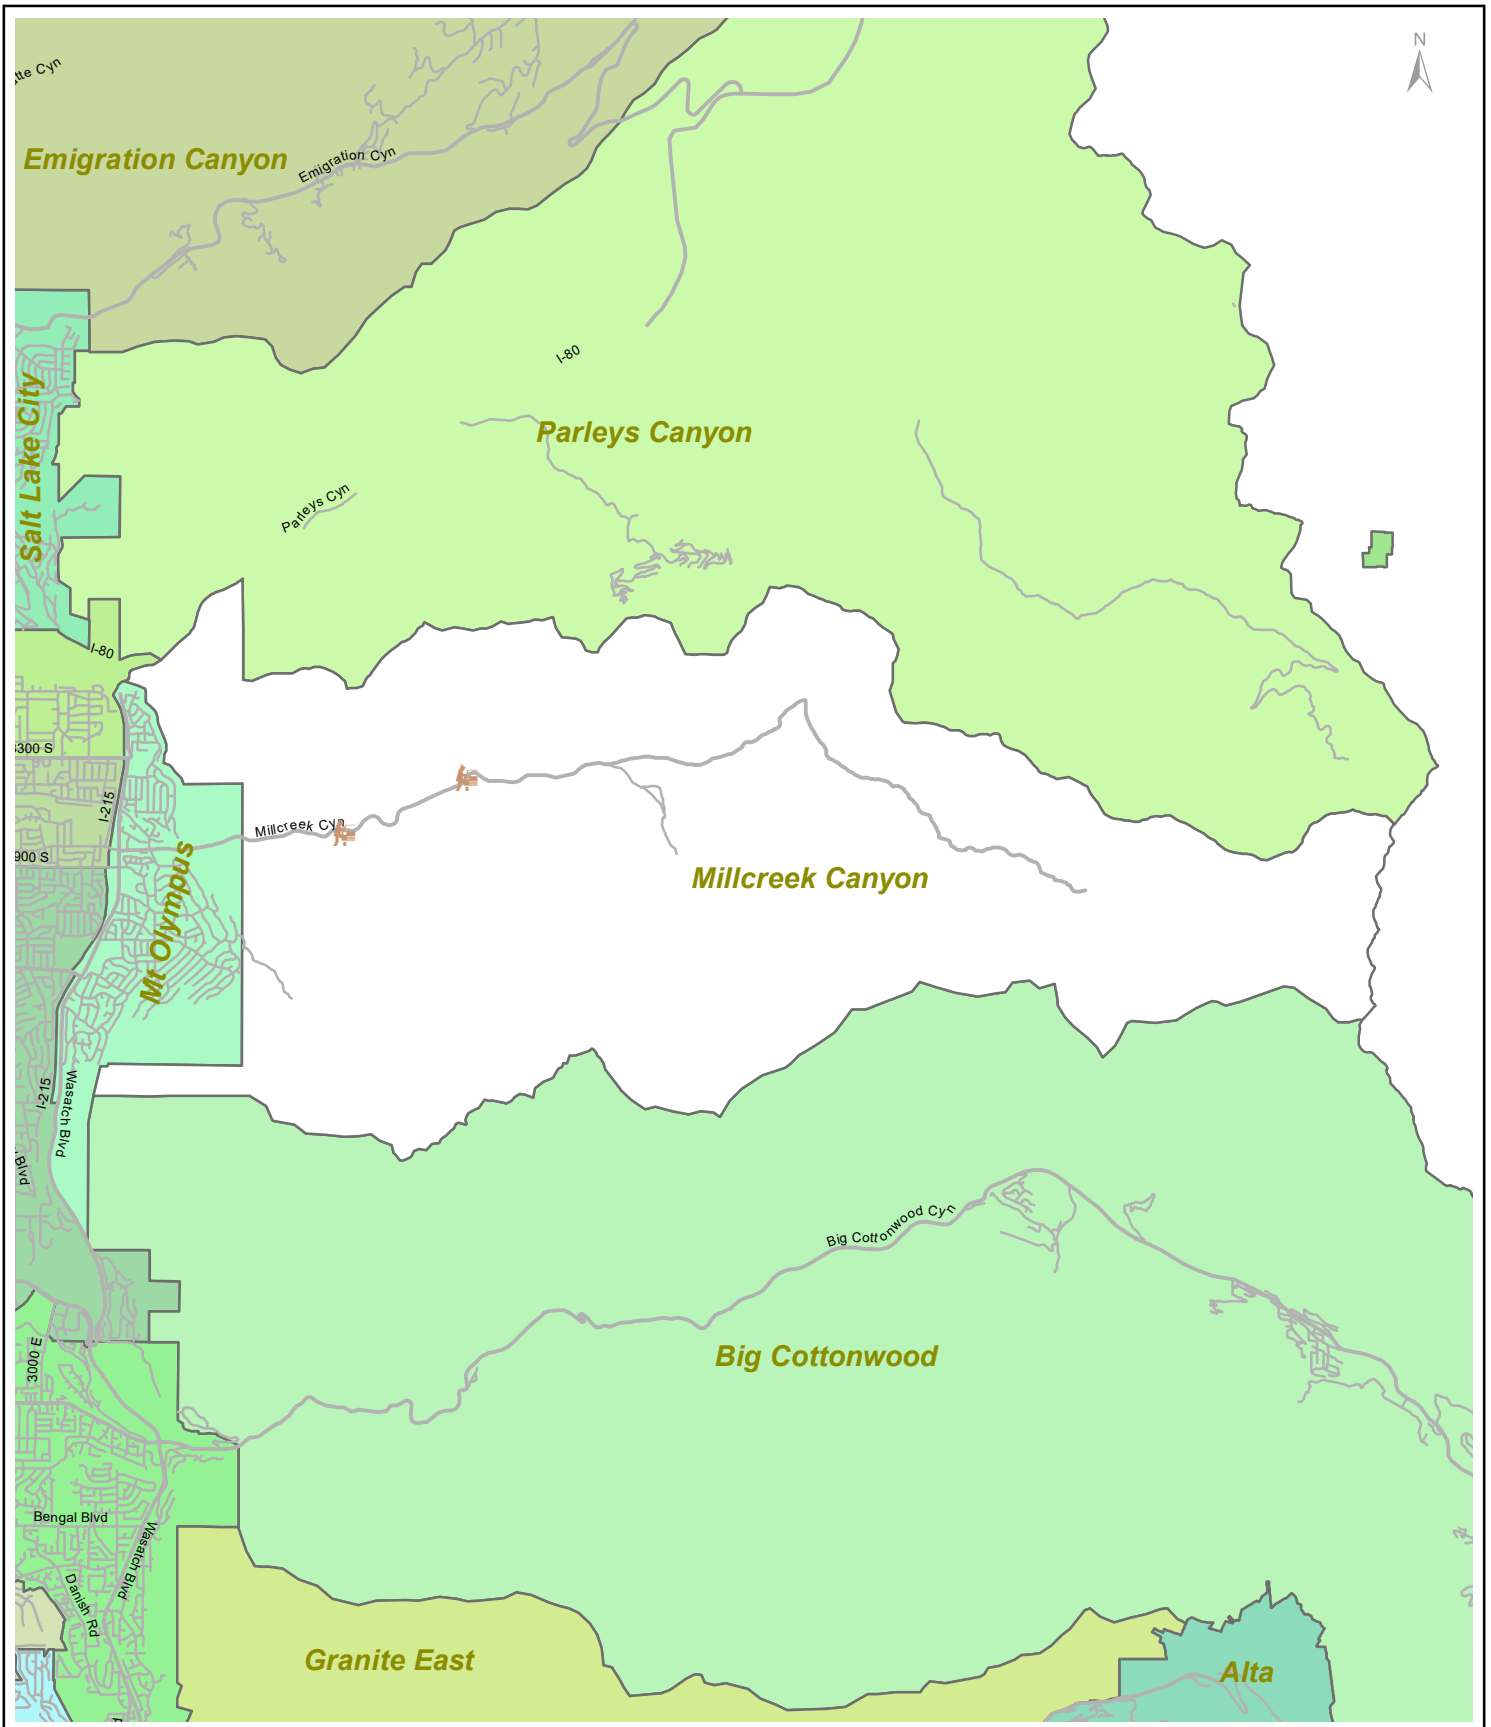 N
Cyn
Emigration Canyon
Emigration Cyn
I-80
Salt Lake City
Parleys Canyon
Parleys Cyn
I-80
300 S
I-215
Millcreek Cyn
900 S
Mt Olympus
Millcreek Canyon
I-215
Wasatch Blvd
Blvd
Big Cottonwood Cyn
3000 E
Big Cottonwood
Bengal Blvd
Wasatch Blvd
Danish Rd
Granite East
Alta